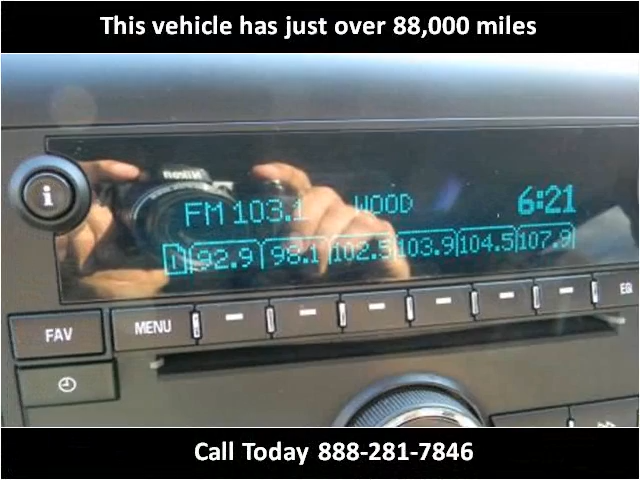 This vehicle has just over 88,000 miles
i
FM 103.1 WOOD 6:21
1 92.9 98.1 102.5 103.9 104.5 107.9
FAV MENU EQ
Call Today 888-281-7846